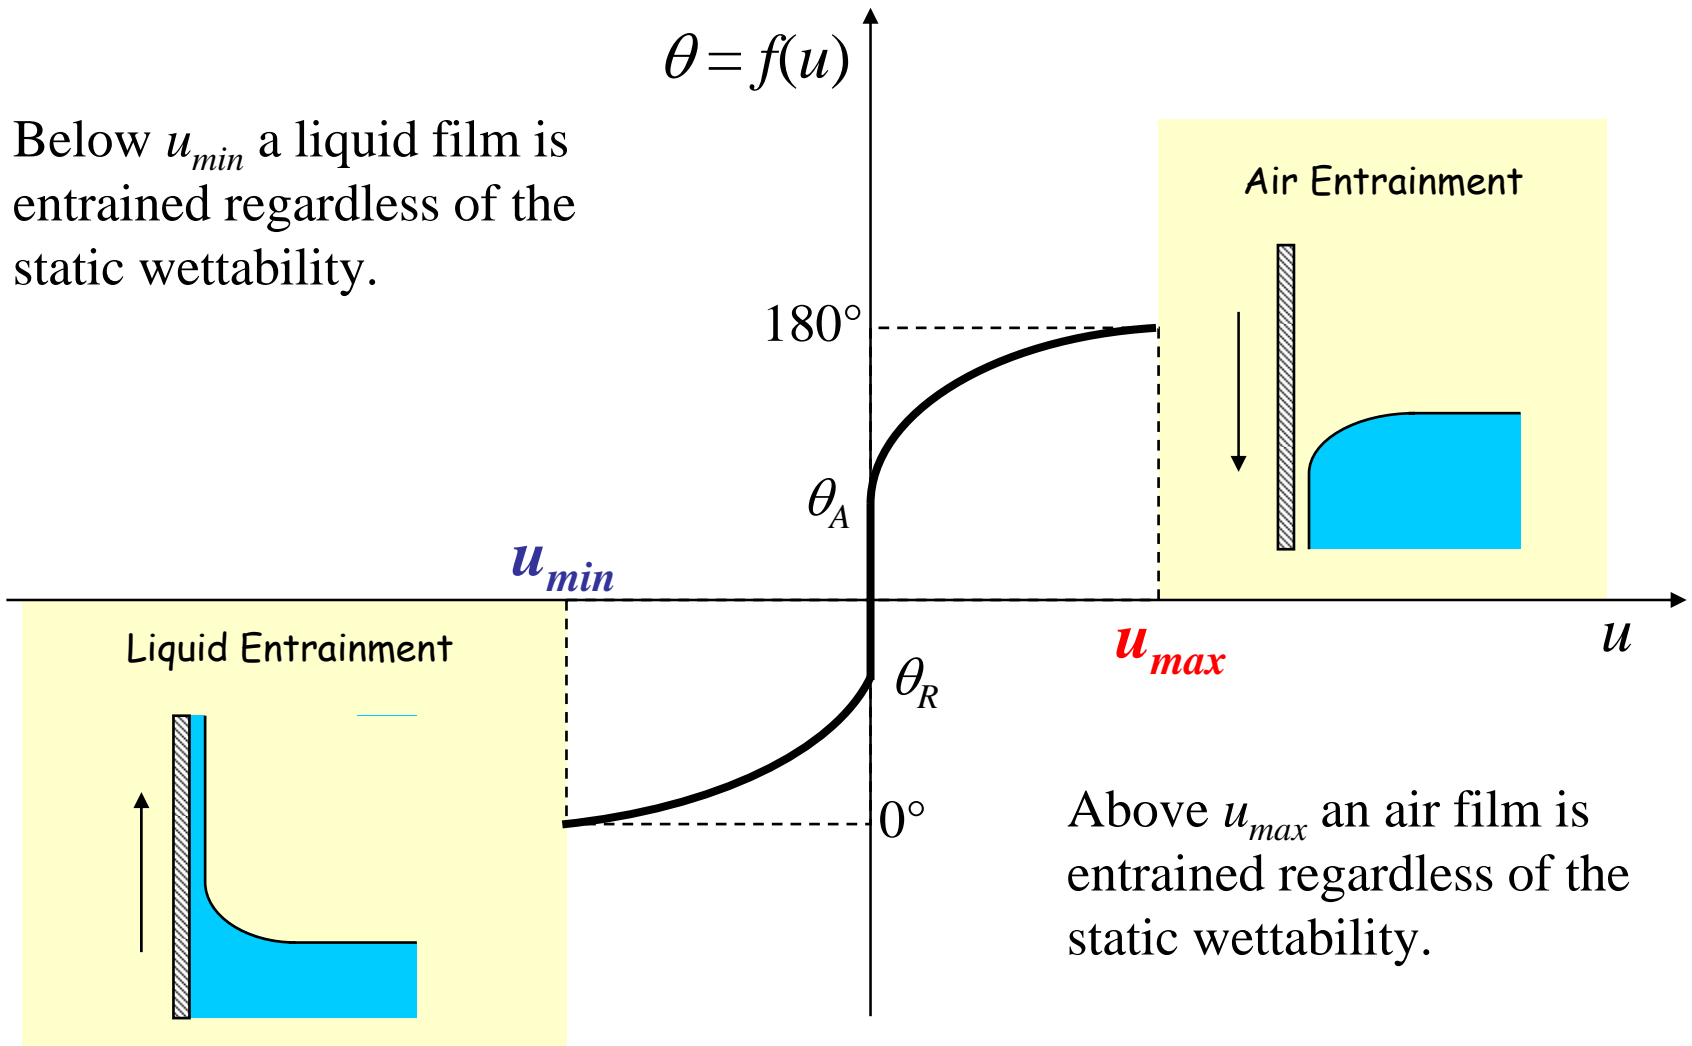 θ = f(u)
Below u_min a liquid film is
entrained regardless of the
static wettability.
Air Entrainment
180°
θ_A
u_min
u_max
u
Liquid Entrainment
θ_R
0°
Above u_max an air film is
entrained regardless of the
static wettability.